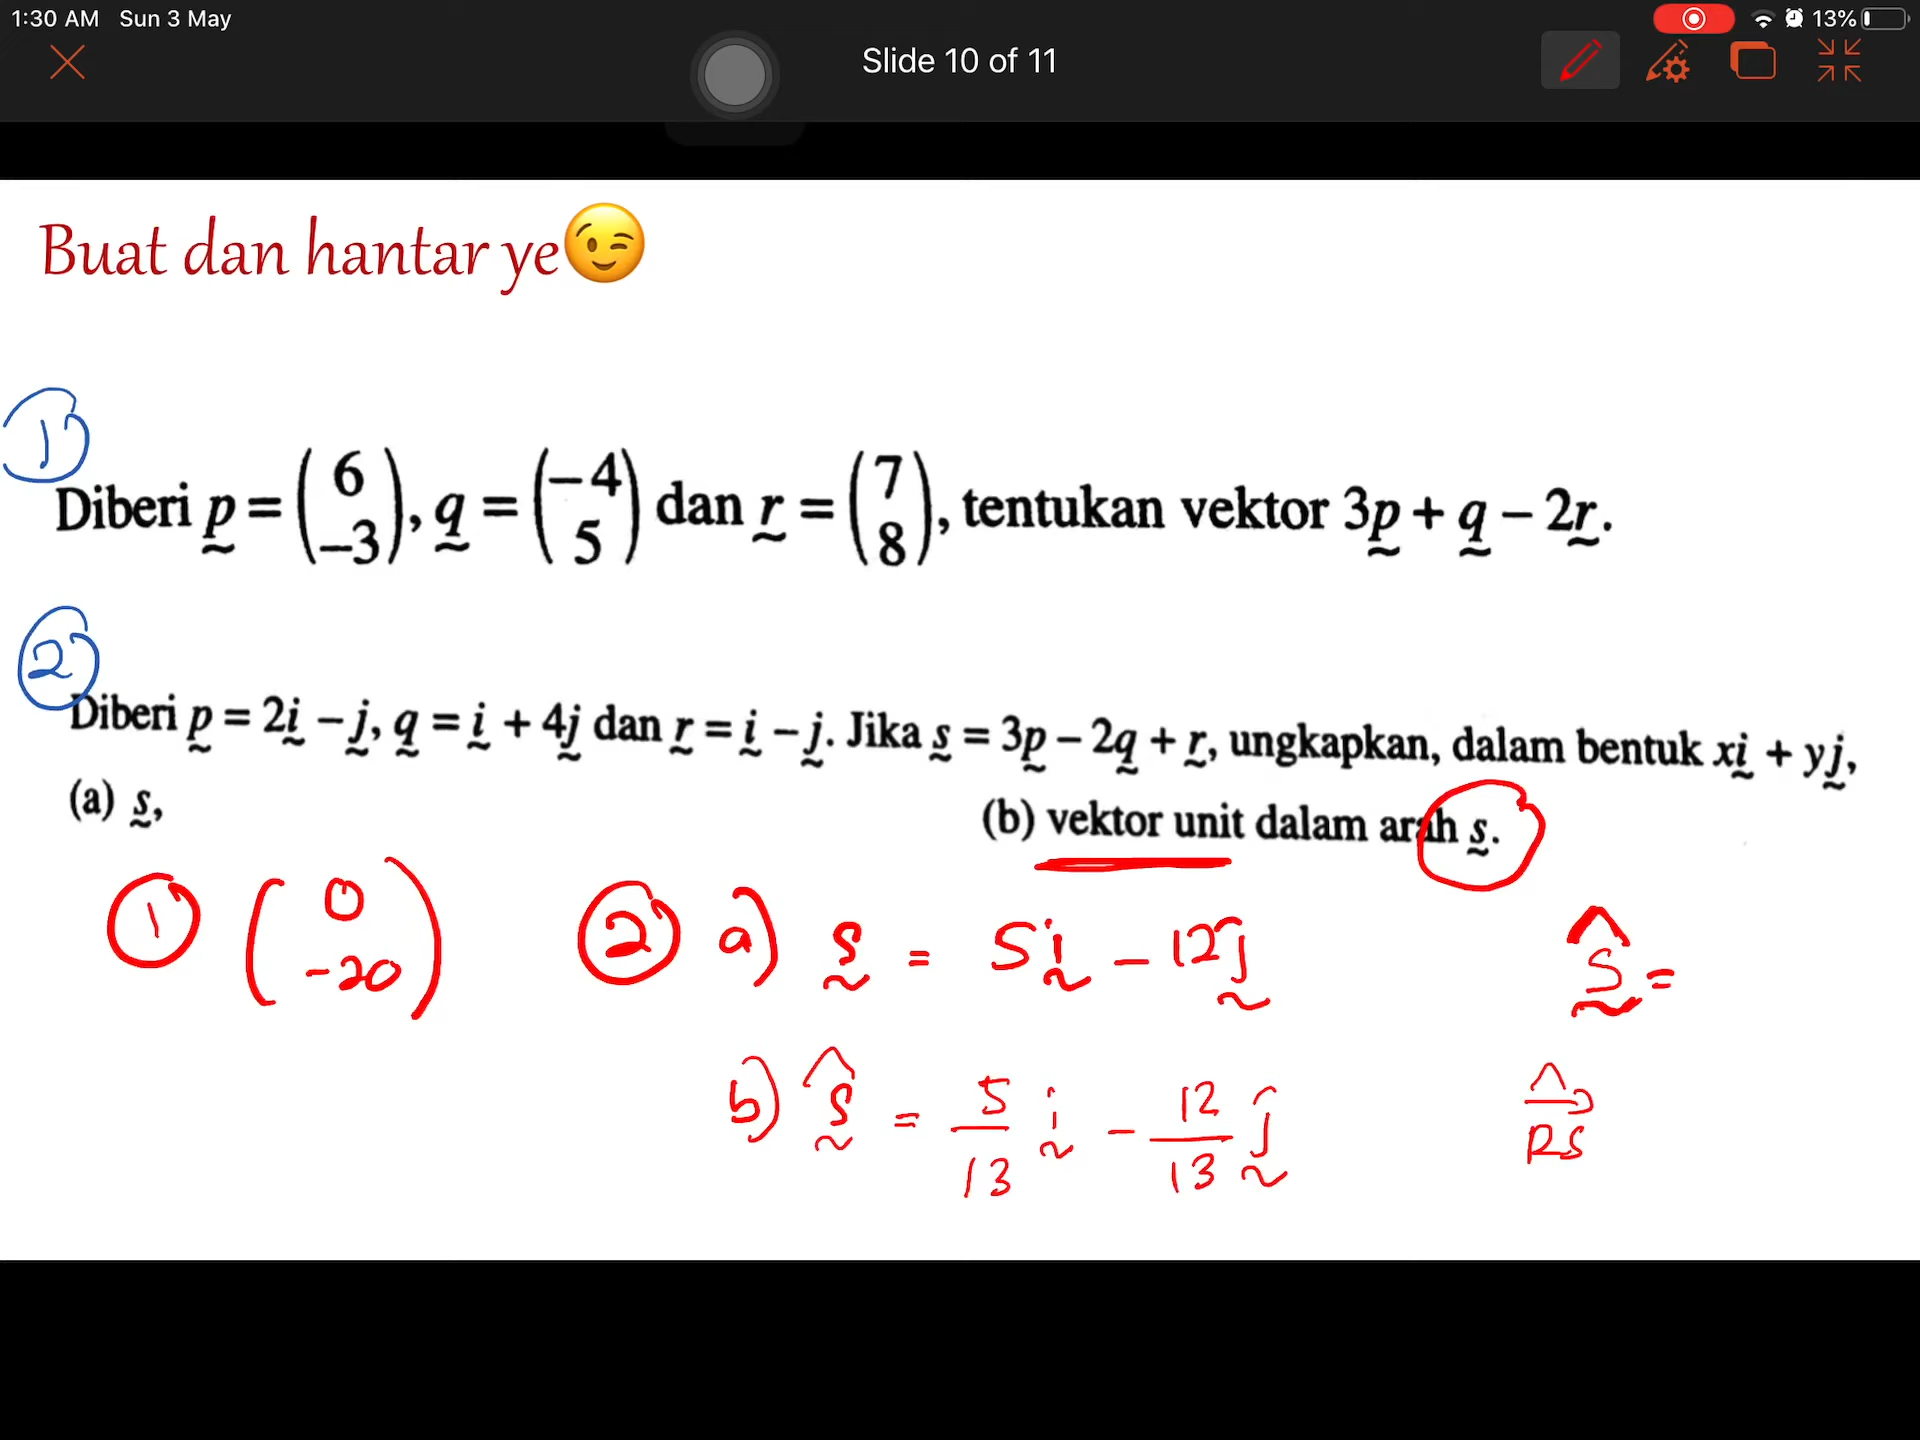 1:30 AM Sun 3 May 13%
Slide 10 of 11
Buat dan hantar ye😉
1
Diberi p = (6 -3), q = (-4 5) dan r = (7 8), tentukan vektor 3p + q – 2r.
2
Diberi p = 2i – j, q = i + 4j dan r = i – j. Jika s = 3p – 2q + r, ungkapkan, dalam bentuk xi + yj,
(a) s, (b) vektor unit dalam arah s.
1 (0 -20) 2 a) s = 5i - 12j ŝ =
b) ŝ = 5/13 i - 12/13 j RS